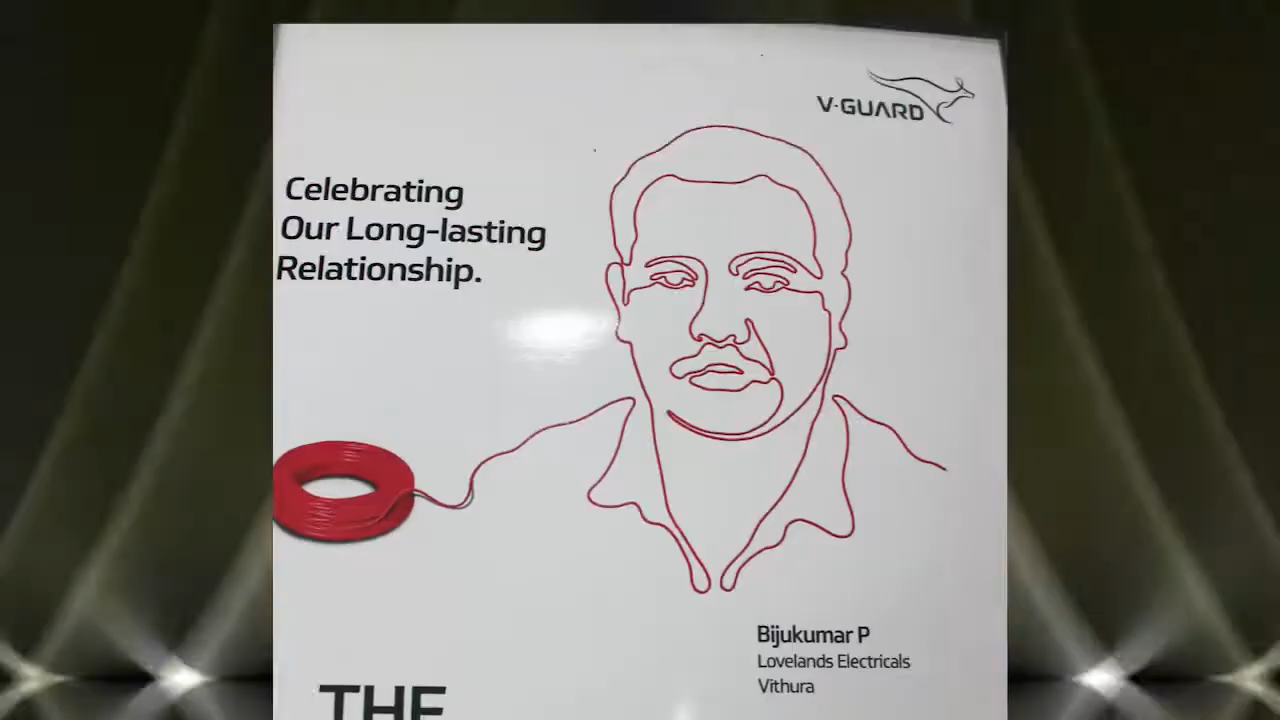 V-GUARD
Celebrating
Our Long-lasting
Relationship.
Bijukumar P
Lovelands Electricals
Vithura
THE